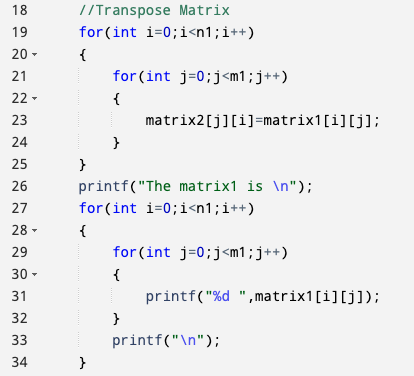 18 //Transpose Matrix
19 for(int i=0;i<n1;i++)
20 {
21 for(int j=0;j<m1;j++)
22 {
23 matrix2[j][i]=matrix1[i][j];
24 }
25 }
26 printf("The matrix1 is \n");
27 for(int i=0;i<n1;i++)
28 {
29 for(int j=0;j<m1;j++)
30 {
31 printf("%d ",matrix1[i][j]);
32 }
33 printf("\n");
34 }